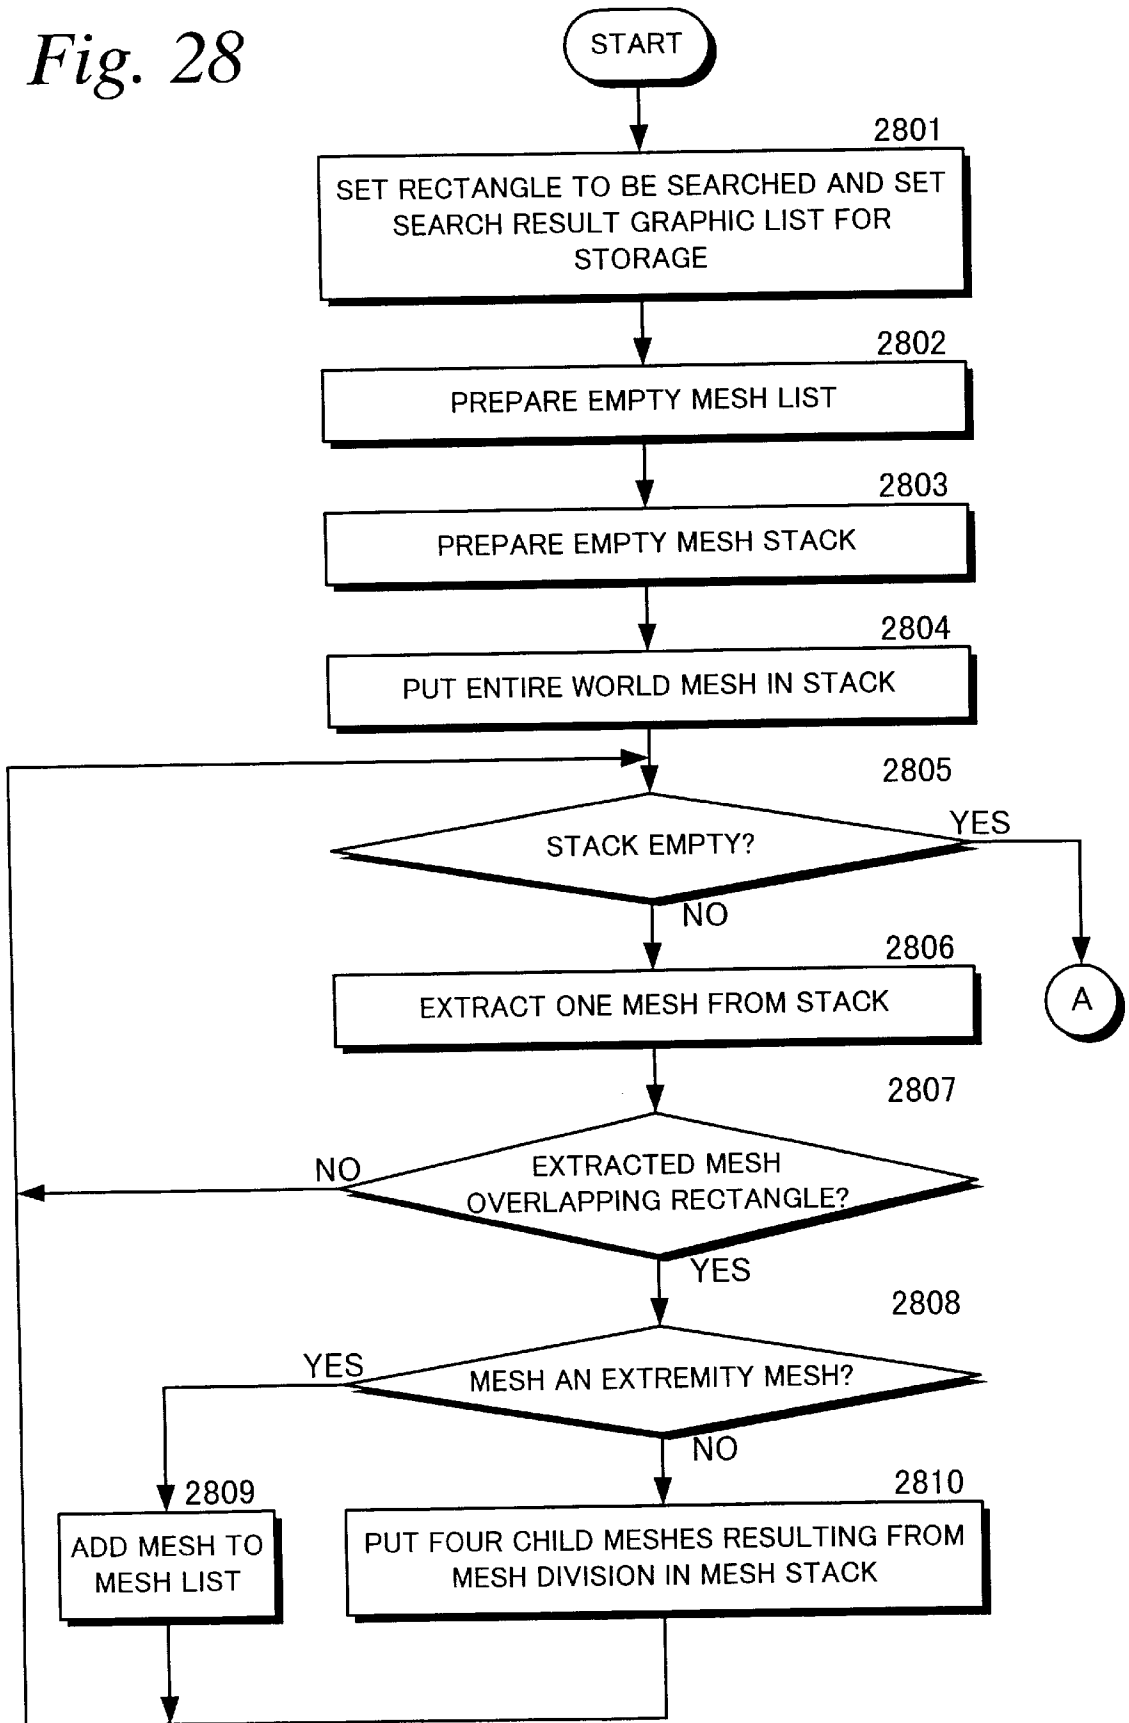 Fig. 28
START
2801
SET RECTANGLE TO BE SEARCHED AND SET
SEARCH RESULT GRAPHIC LIST FOR
STORAGE
2802
PREPARE EMPTY MESH LIST
2803
PREPARE EMPTY MESH STACK
2804
PUT ENTIRE WORLD MESH IN STACK
2805
STACK EMPTY?
YES
NO
2806
EXTRACT ONE MESH FROM STACK
A
2807
EXTRACTED MESH
OVERLAPPING RECTANGLE?
NO
YES
2808
MESH AN EXTREMITY MESH?
YES
NO
2809
ADD MESH TO
MESH LIST
2810
PUT FOUR CHILD MESHES RESULTING FROM
MESH DIVISION IN MESH STACK